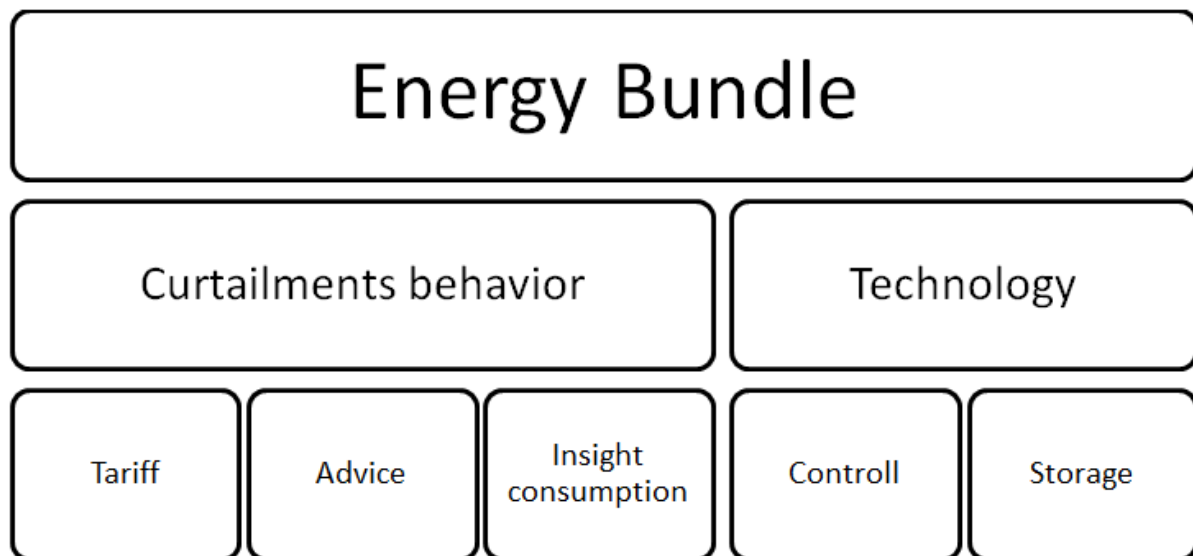 Energy Bundle
Curtailments behavior
Technology
Tariff
Advice
Insight
consumption
Controll
Storage